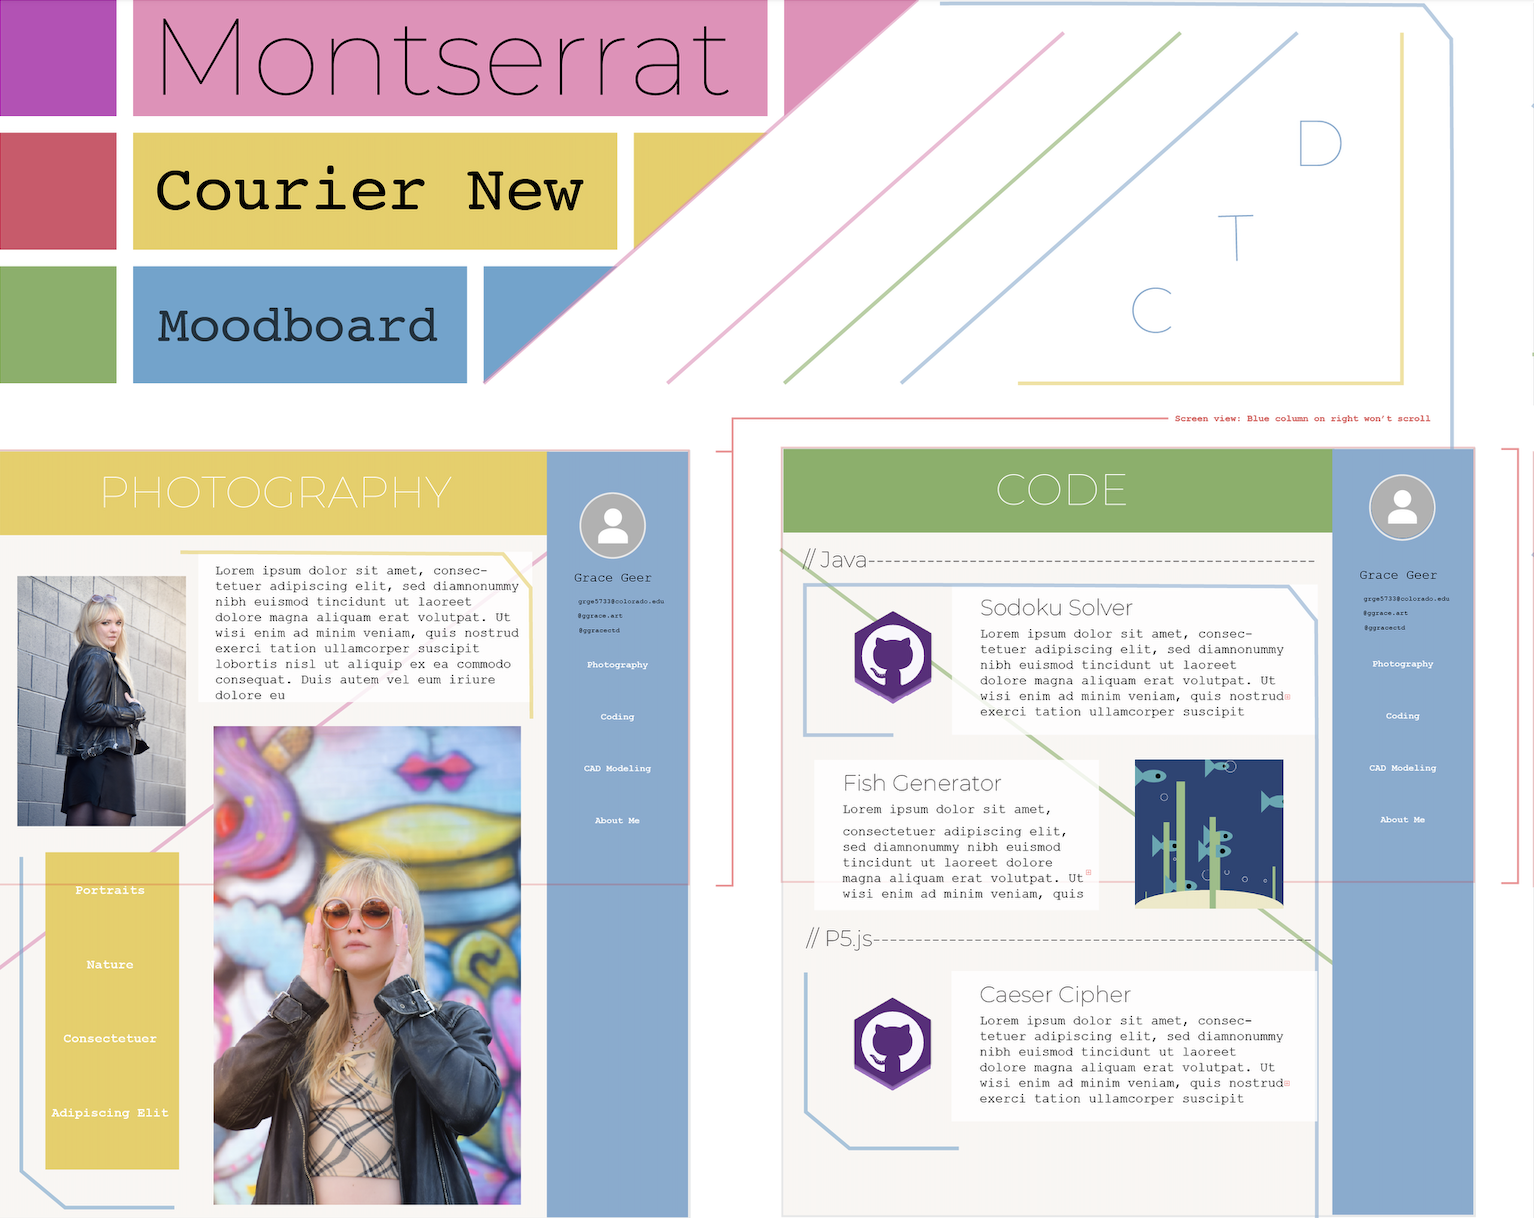 Montserrat
Courier New
Moodboard
D
T
C
Screen view: Blue column on right won't scroll
PHOTOGRAPHY
Lorem ipsum dolor sit amet, consec-
tetuer adipiscing elit, sed diamnonummy
nibh euismod tincidunt ut laoreet
dolore magna aliquam erat volutpat. Ut
wisi enim ad minim veniam, quis nostrud
exerci tation ullamcorper suscipit
lobortis nisl ut aliquip ex ea commodo
consequat. Duis autem vel eum iriure
dolore eu
Portraits
Nature
Consectetuer
Adipiscing Elit
Grace Geer
grge5733@colorado.edu
@ggrace.art
@ggracectd
Photography
Coding
CAD Modeling
About Me
CODE
// Java------------------------------------------------
Sodoku Solver
Lorem ipsum dolor sit amet, consec-
tetuer adipiscing elit, sed diamnonummy
nibh euismod tincidunt ut laoreet
dolore magna aliquam erat volutpat. Ut
wisi enim ad minim veniam, quis nostrud
exerci tation ullamcorper suscipit
Fish Generator
Lorem ipsum dolor sit amet,
consectetuer adipiscing elit,
sed diamnonummy nibh euismod
tincidunt ut laoreet dolore
magna aliquam erat volutpat. Ut
wisi enim ad minim veniam, quis
// P5.js-----------------------------------------------
Caeser Cipher
Lorem ipsum dolor sit amet, consec-
tetuer adipiscing elit, sed diamnonummy
nibh euismod tincidunt ut laoreet
dolore magna aliquam erat volutpat. Ut
wisi enim ad minim veniam, quis nostrud
exerci tation ullamcorper suscipit
Grace Geer
grge5733@colorado.edu
@ggrace.art
@ggracectd
Photography
Coding
CAD Modeling
About Me